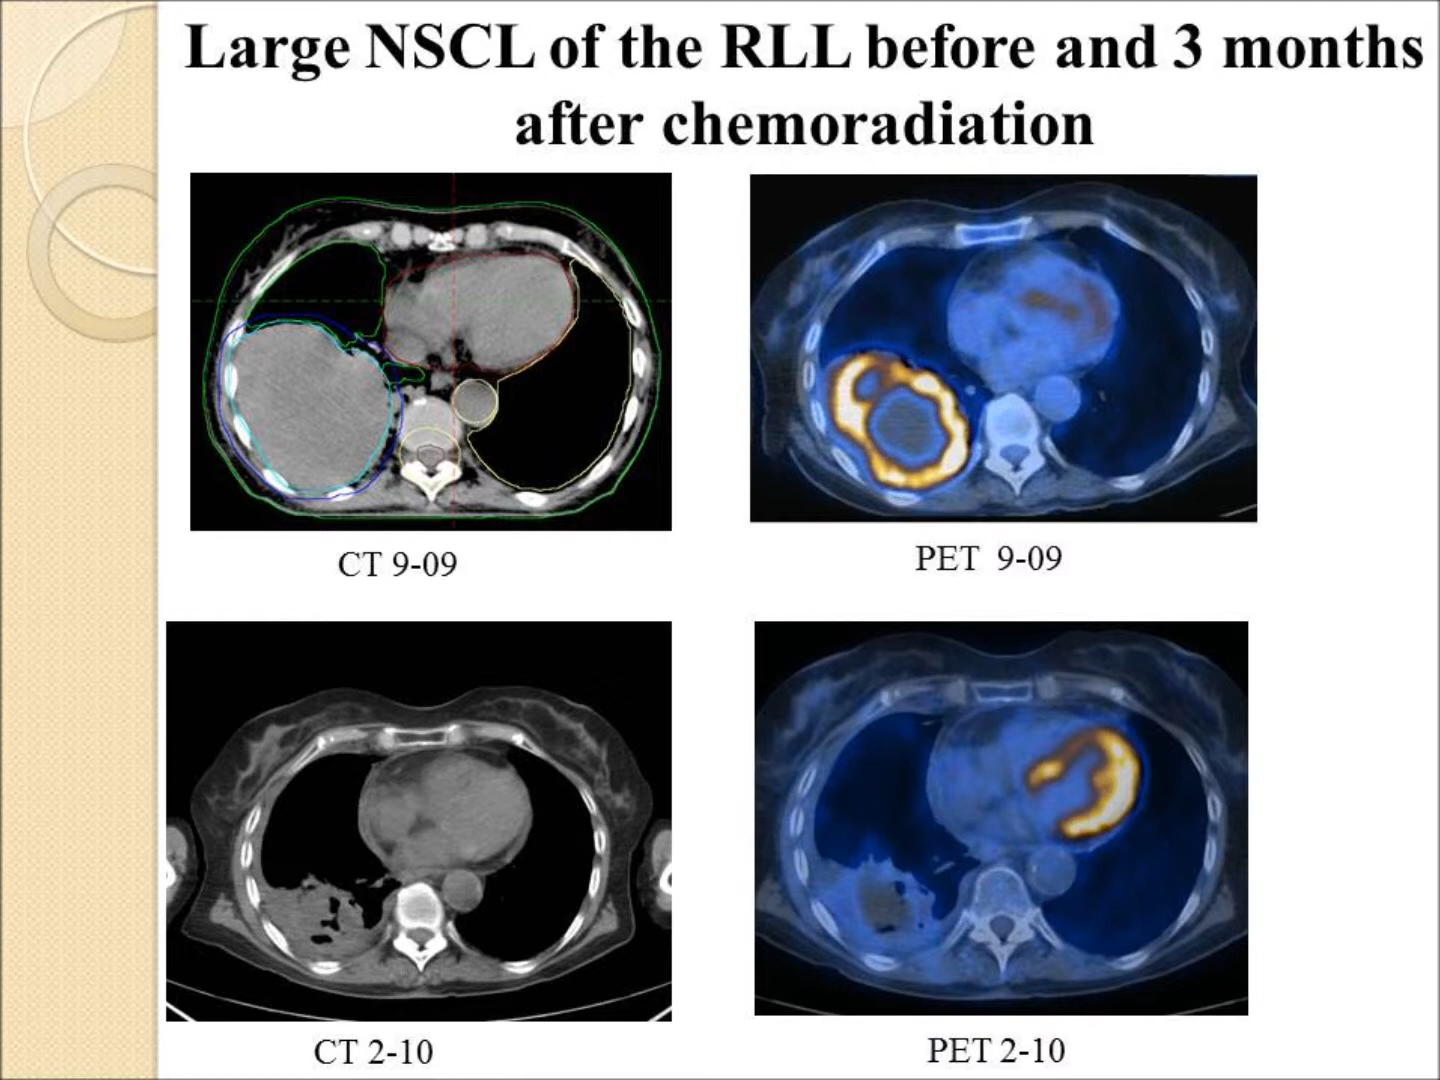 Large NSCL of the RLL before and 3 months
after chemoradiation
CT 9-09
PET 9-09
CT 2-10
PET 2-10